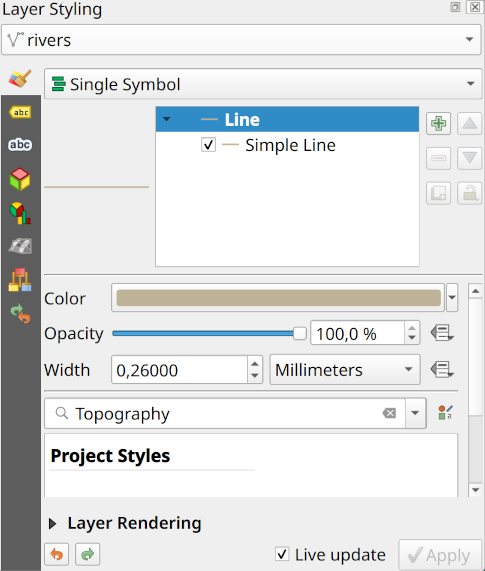 Layer Styling
rivers
Single Symbol
abc
abc
Line
Simple Line
Color
Opacity 100,0 %
Width 0,26000 Millimeters
Topography
a
Project Styles
Layer Rendering
Live update Apply